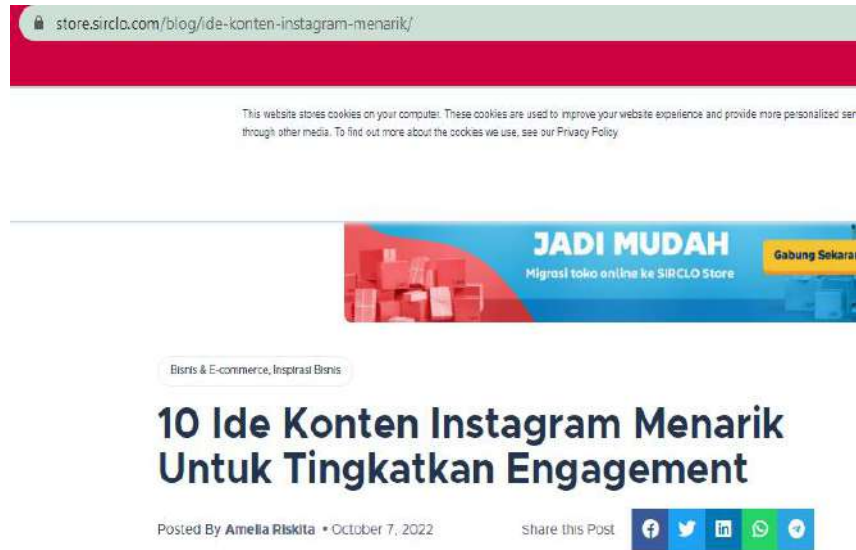 store.sirclo.com/blog/ide-konten-instagram-menarik/
This website stores cookies on your computer. These cookies are used to improve your website experience and provide more personalized ser
through other media. To find out more about the cookies we use, see our Privacy Policy.
JADI MUDAH
Migrasi toko online ke SIRCLO Store
Gabung Sekaran
Bisnis & E-commerce, Inspirasi Bisnis
10 Ide Konten Instagram Menarik
Untuk Tingkatkan Engagement
Posted By Amelia Riskita • October 7, 2022
Share this Post